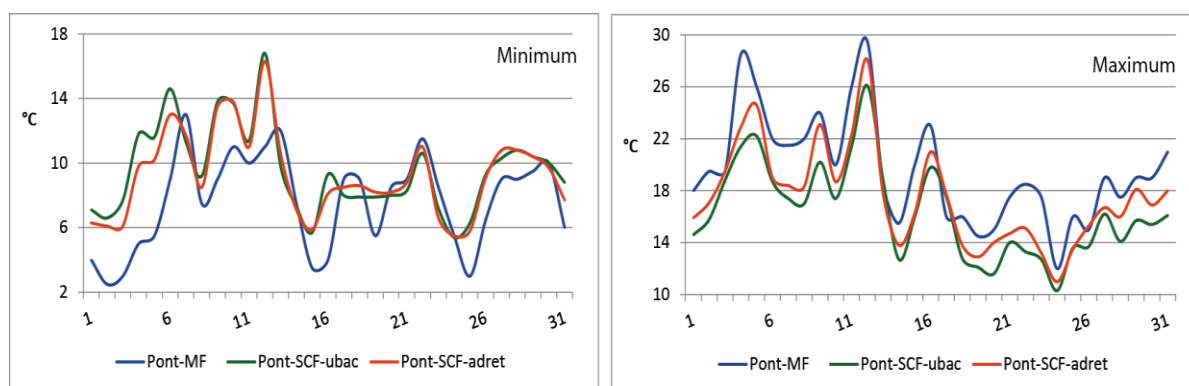 Minimum
°C
18
14
10
6
2
1 6 11 16 21 26 31
Pont-MF Pont-SCF-ubac Pont-SCF-adret
Maximum
°C
30
26
22
18
14
10
1 6 11 16 21 26 31
Pont-MF Pont-SCF-ubac Pont-SCF-adret